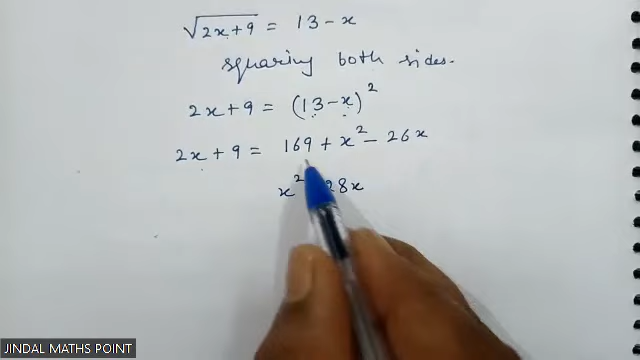 √2x+9 = 13-x
squaring both sides.
2x+9 = (13-x)²
2x+9 = 169+x²-26x
x² 28x
JINDAL MATHS POINT